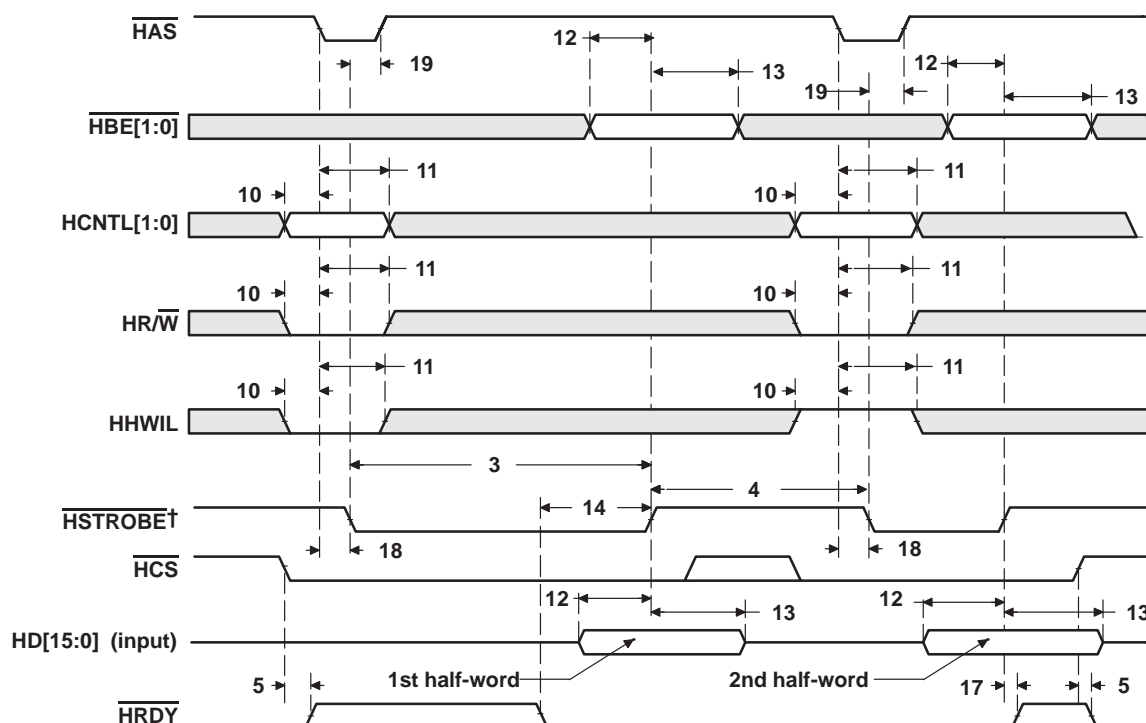 HAS
12
19
13
12
19
13
HBE[1:0]
11
11
10
10
HCNTL[1:0]
11
11
10
10
HR/W
11
11
10
10
HHWIL
3
4
14
HSTROBE†
18
18
HCS
12
13
12
13
HD[15:0] (input)
1st half-word
2nd half-word
5
17
5
HRDY